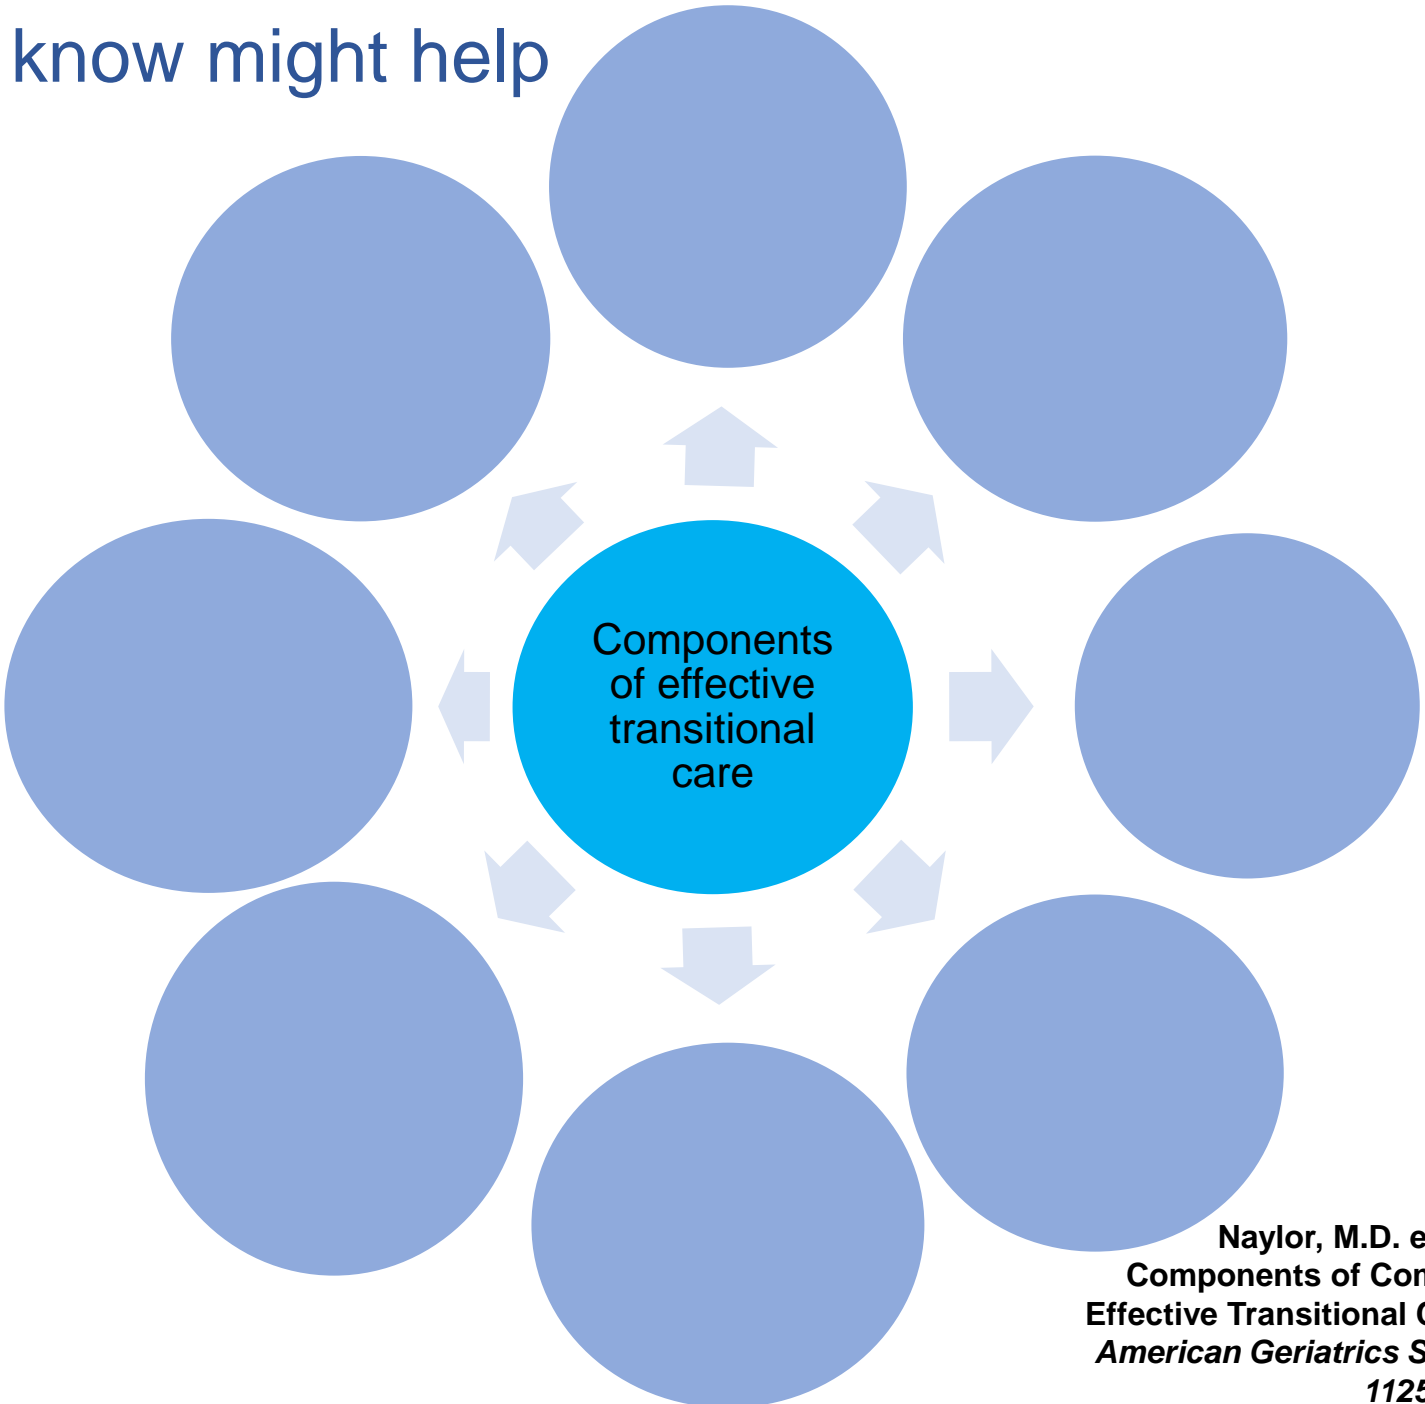 know might help
Components
of effective
transitional
care
Naylor, M.D. e
Components of Con
Effective Transitional
American Geriatrics S
1125